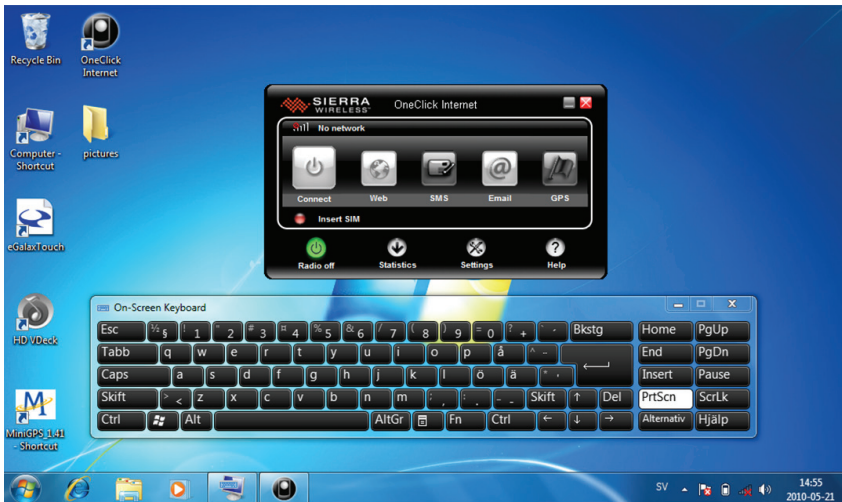 Recycle Bin
OneClick
Internet
Computer -
Shortcut
pictures
eGalaxTouch
HD VDeck
MiniGPS_1.41
- Shortcut
SIERRA
WIRELESS
OneClick Internet
No network
Connect Web SMS Email GPS
Insert SIM
Radio off Statistics Settings Help
On-Screen Keyboard
Esc ½ § ! 1 " 2 # 3 ¤ 4 % 5 & 6 / 7 ( 8 ) 9 = 0 ? + ` ´ Bkstg Home PgUp
Tabb q w e r t y u i o p å ^ ¨ End PgDn
Caps a s d f g h j k l ö ä * ' Insert Pause
Skift > < z x c v b n m ; , : . _ - Skift ↑ Del PrtScn ScrLk
Ctrl Alt AltGr Fn Ctrl ← ↓ → Alternativ Hjälp
SV
14:55
2010-05-21